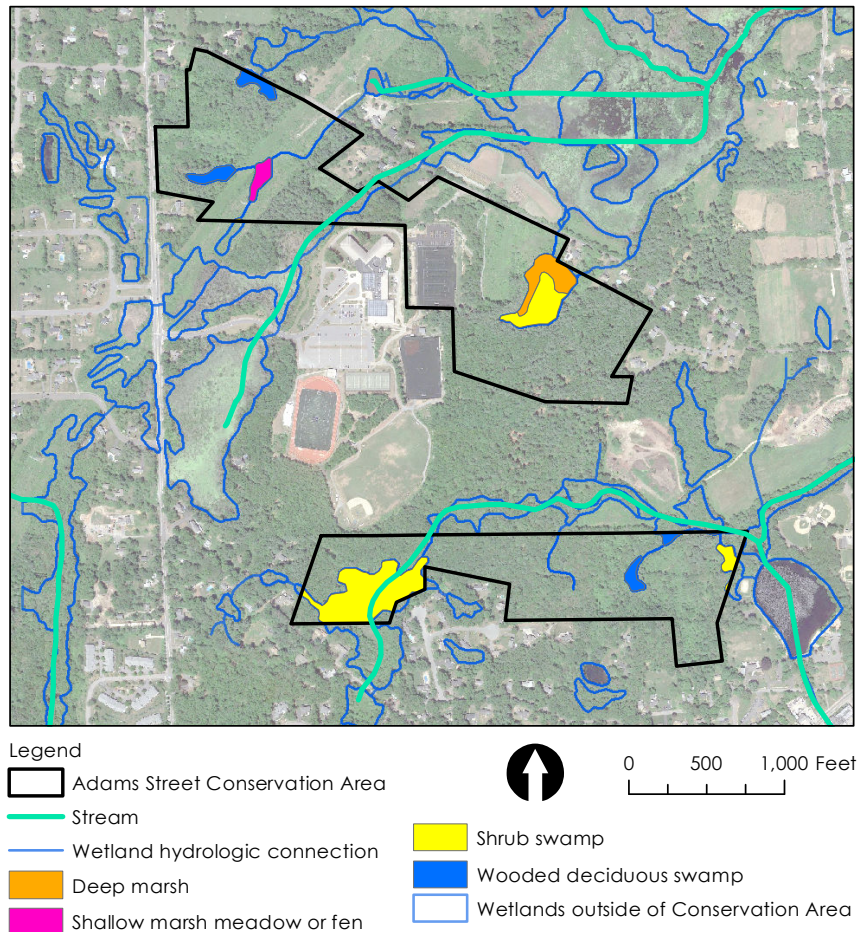 Legend
Adams Street Conservation Area
Stream
Wetland hydrologic connection
Deep marsh
Shallow marsh meadow or fen
0 500 1,000 Feet
Shrub swamp
Wooded deciduous swamp
Wetlands outside of Conservation Area